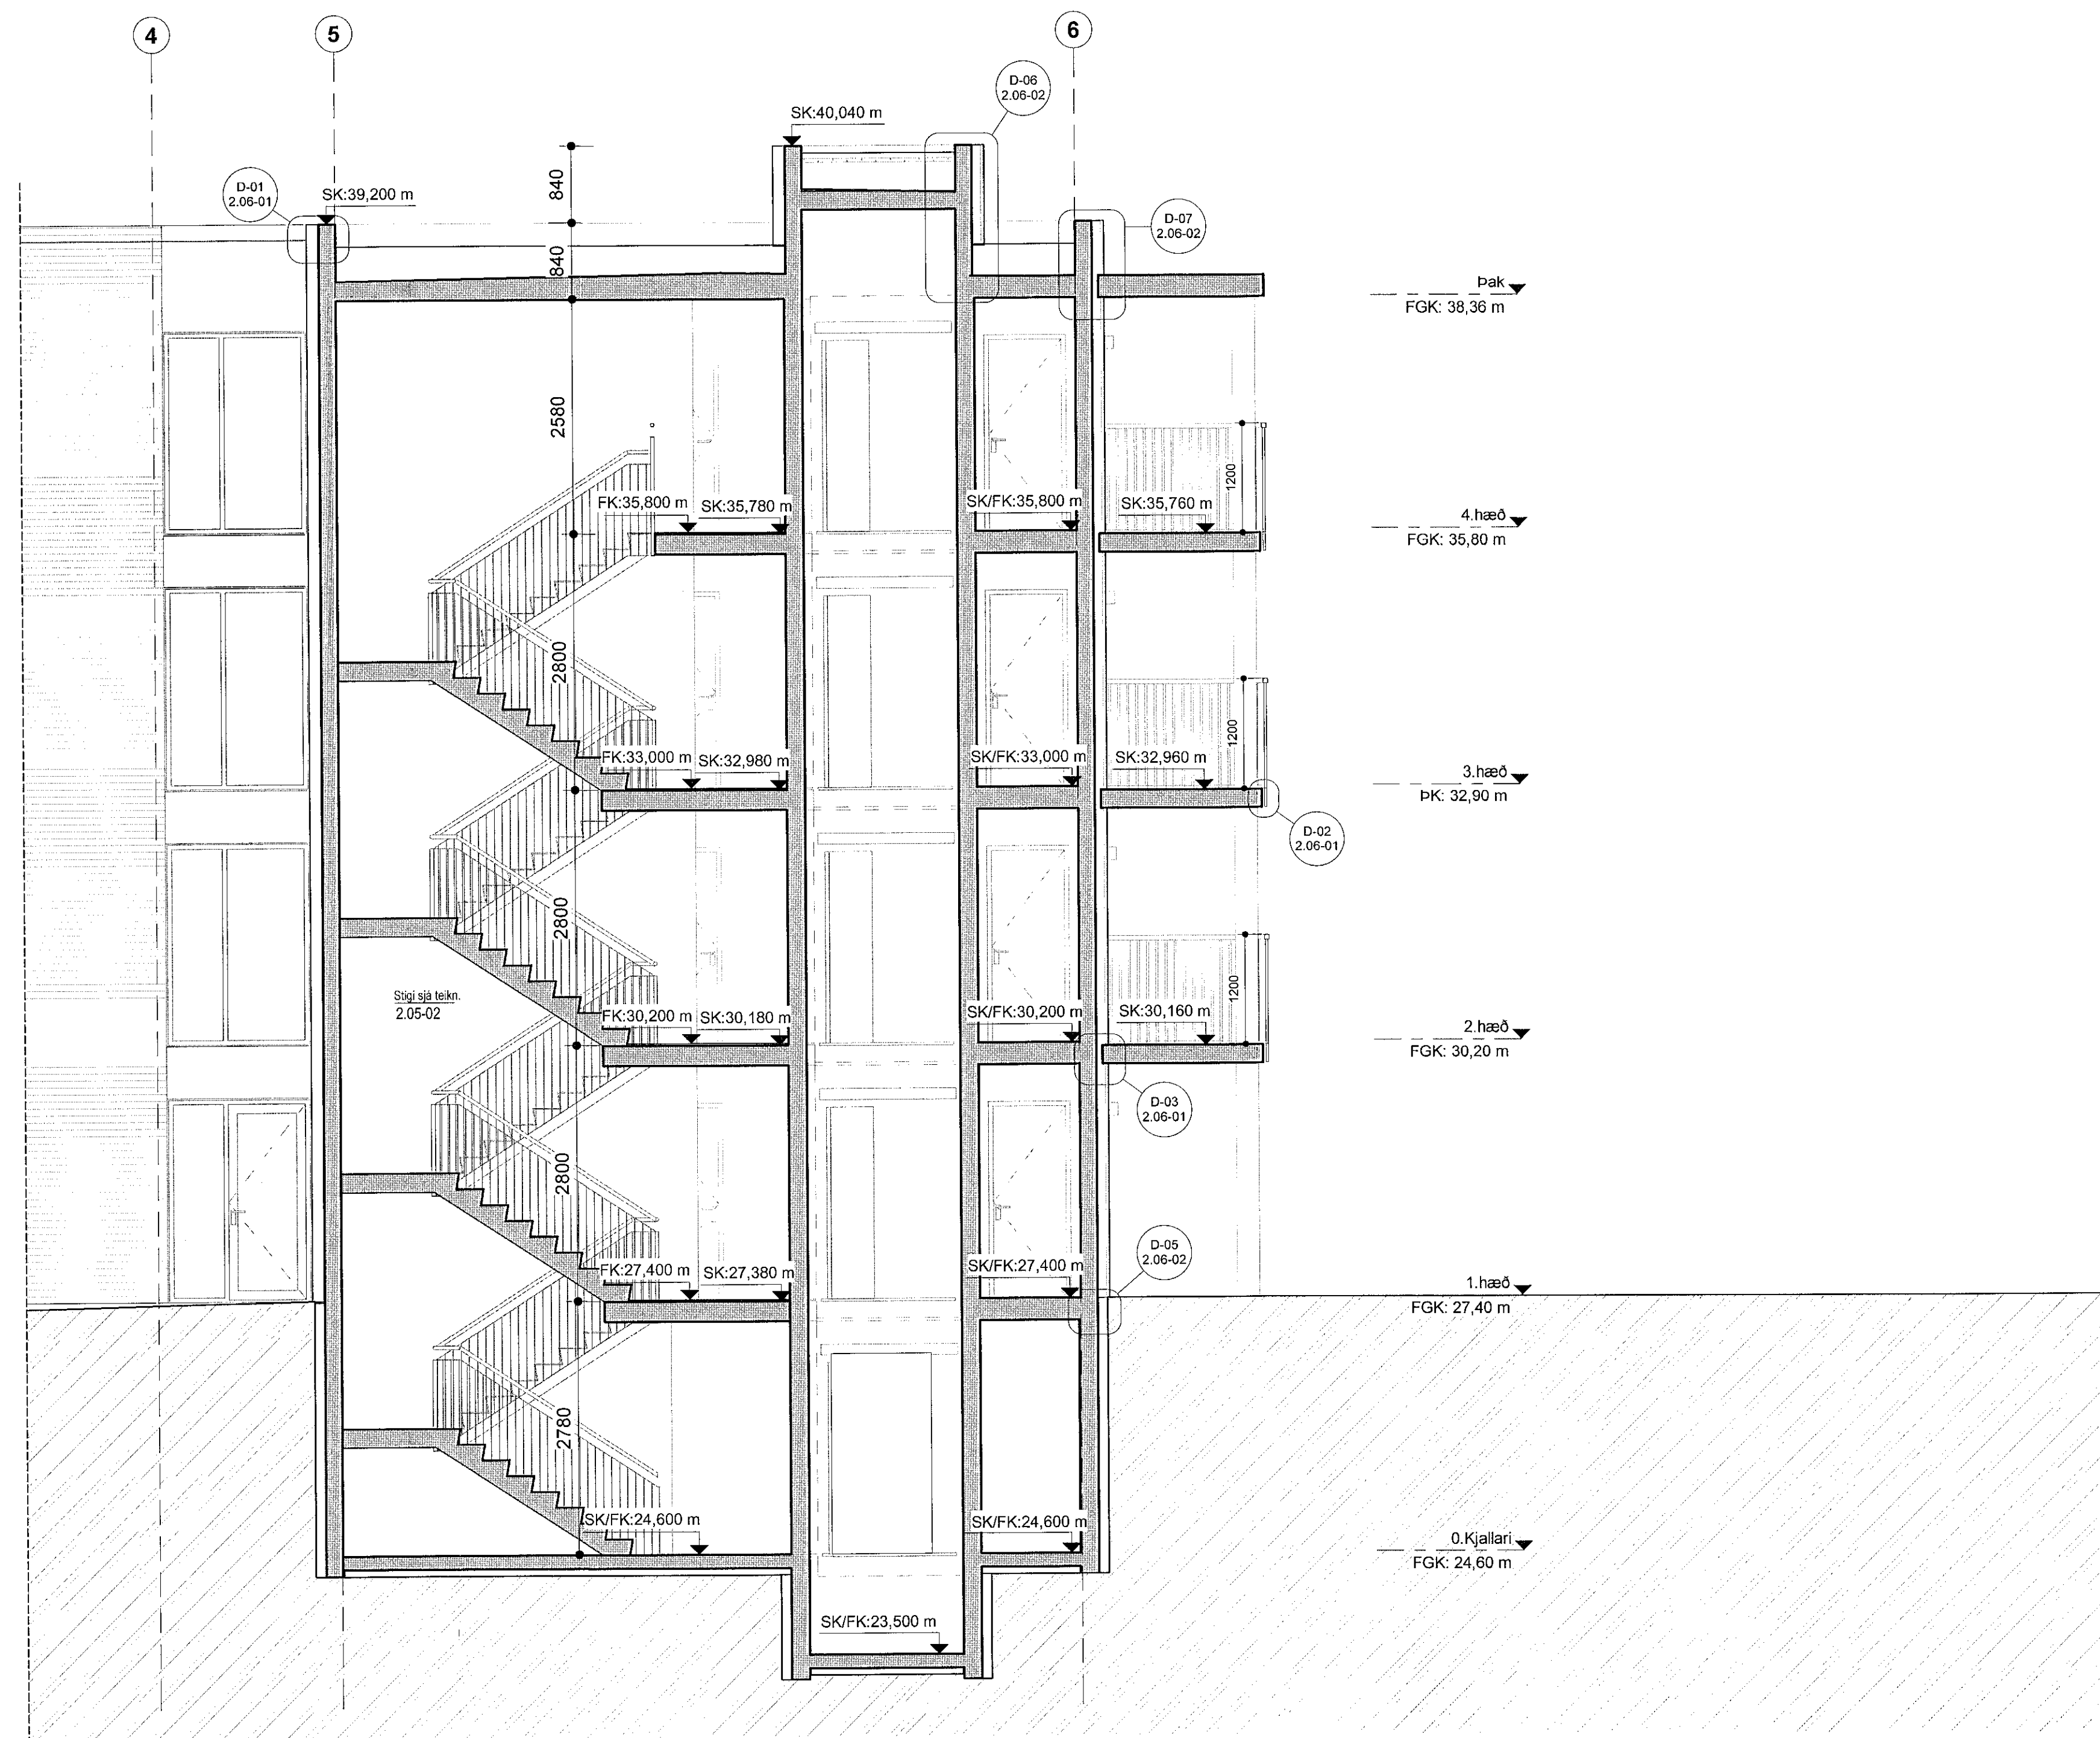 4
5
6
D-06
2.06-02
SK:40,040 m
D-01
2.06-01
SK:39,200 m
840
D-07
2.06-02
840
Þak
FGK: 38,36 m
2580
1200
FK:35,800 m
SK:35,780 m
SK/FK:35,800 m
SK:35,760 m
4.hæð
FGK: 35,80 m
2800
1200
FK:33,000 m
SK:32,980 m
SK/FK:33,000 m
SK:32,960 m
3.hæð
ÞK: 32,90 m
D-02
2.06-01
2800
1200
Stigi sjá teikn.
2.05-02
FK:30,200 m
SK:30,180 m
SK/FK:30,200 m
SK:30,160 m
2.hæð
FGK: 30,20 m
D-03
2.06-01
2800
D-05
2.06-02
FK:27,400 m
SK:27,380 m
SK/FK:27,400 m
1.hæð
FGK: 27,40 m
2780
SK/FK:24,600 m
SK/FK:24,600 m
0.Kjallari
FGK: 24,60 m
SK/FK:23,500 m